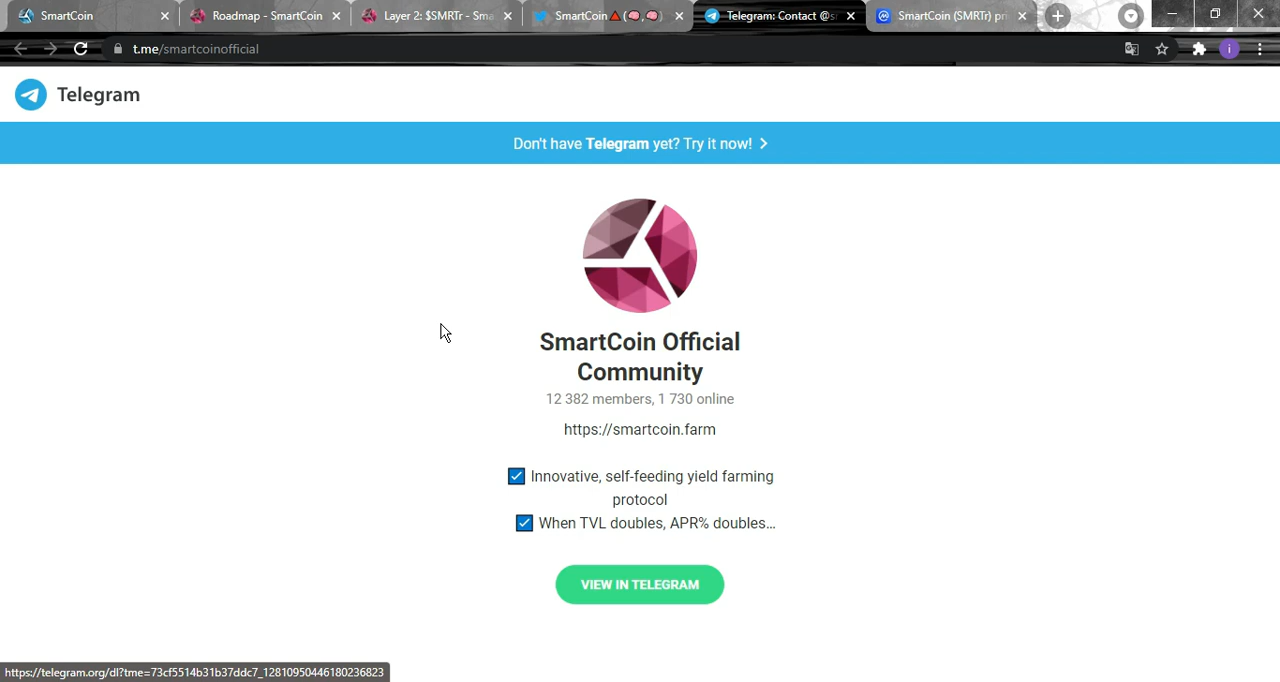 SmartCoin
Roadmap - SmartCoin
Layer 2: $SMRTr - Sma
SmartCoin🔺(🧠,🧠)
Telegram: Contact @s
SmartCoin (SMRTr) pri
t.me/smartcoinofficial
i
Telegram
Don't have Telegram yet? Try it now!
SmartCoin Official
Community
12 382 members, 1 730 online
https://smartcoin.farm
Innovative, self-feeding yield farming
protocol
When TVL doubles, APR% doubles...
VIEW IN TELEGRAM
https://telegram.org/dl?tme=73cf5514b31b37ddc7_12810950446180236823